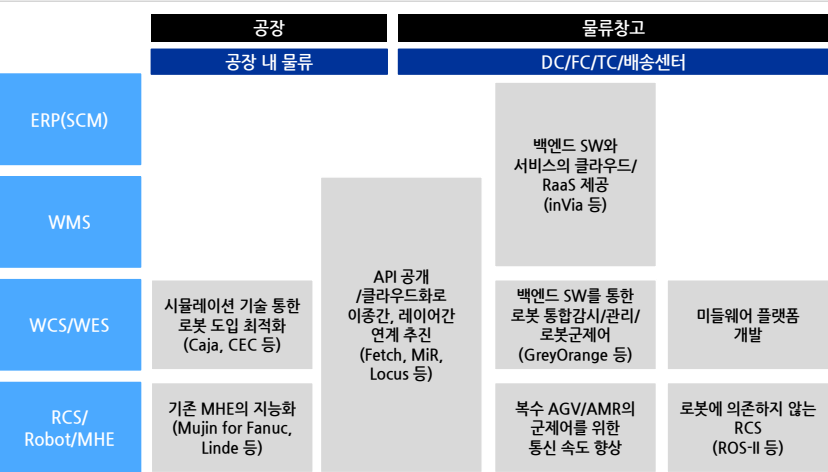 공장
물류창고
공장 내 물류
DC/FC/TC/배송센터
ERP(SCM)
백엔드 SW와
서비스의 클라우드/
RaaS 제공
(inVia 등)
WMS
API 공개
/클라우드화로
이종간, 레이어간
연계 추진
(Fetch, MiR,
Locus 등)
WCS/WES
시뮬레이션 기술 통한
로봇 도입 최적화
(Caja, CEC 등)
백엔드 SW를 통한
로봇 통합감시/관리/
로봇군제어
(GreyOrange 등)
미들웨어 플랫폼
개발
RCS/
Robot/MHE
기존 MHE의 지능화
(Mujin for Fanuc,
Linde 등)
복수 AGV/AMR의
군제어를 위한
통신 속도 향상
로봇에 의존하지 않는
RCS
(ROS-II 등)